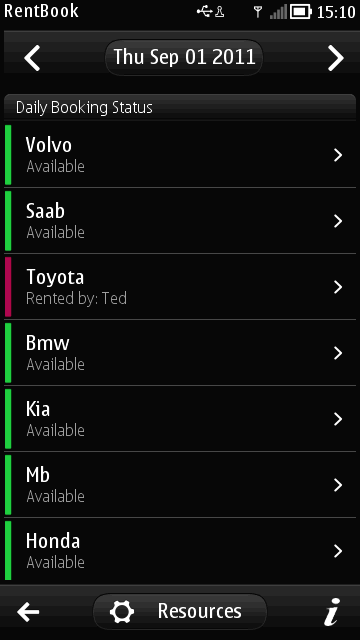 RentBook 15:10
Thu Sep 01 2011
Daily Booking Status
Volvo
Available
Saab
Available
Toyota
Rented by: Ted
Bmw
Available
Kia
Available
Mb
Available
Honda
Available
Resources